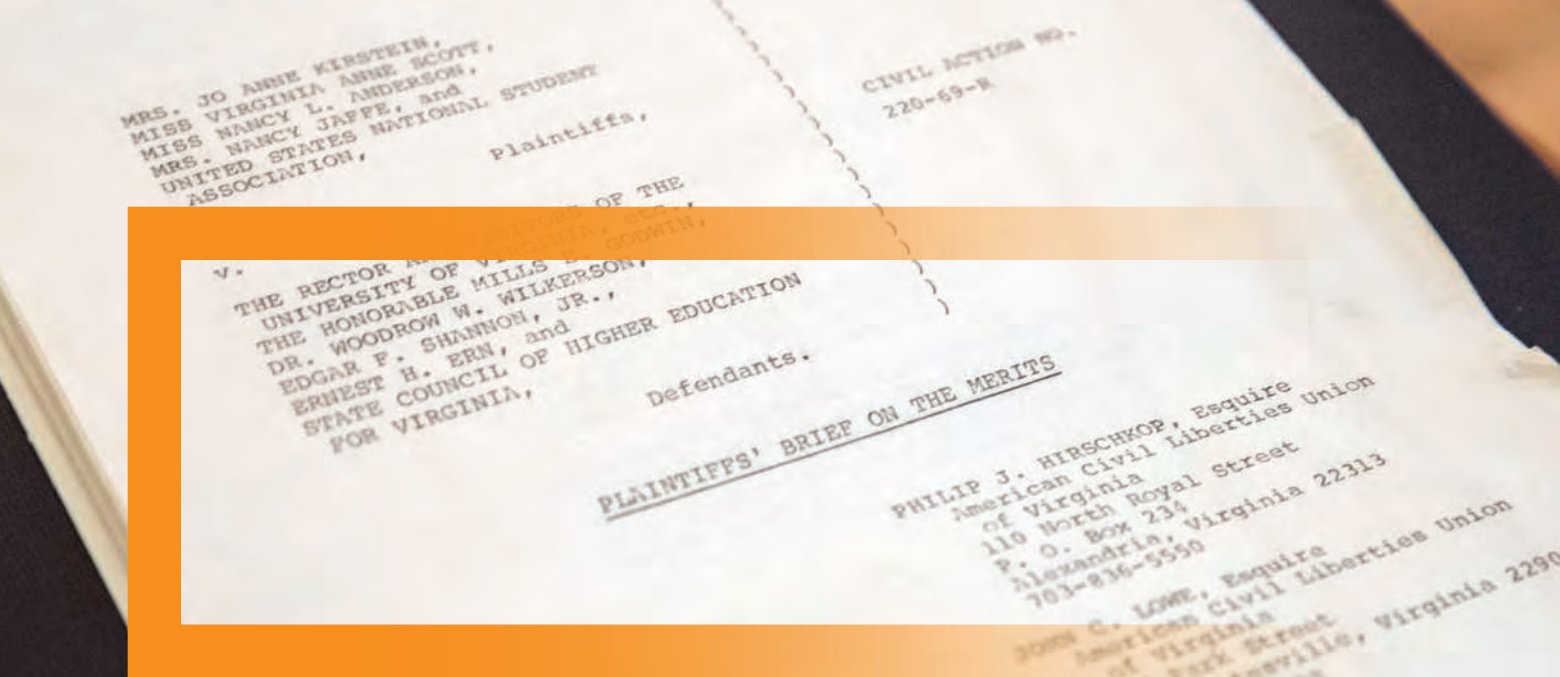 MRS. JO ANNE KIRSTEIN,
MISS VIRGINIA ANNE SCOTT,
MISS NANCY L. ANDERSON,
MRS. NANCY JAFFE, and
UNITED STATES NATIONAL STUDENT
ASSOCIATION,
Plaintiffs,
v.
THE RECTOR VISITORS OF THE
UNIVERSITY OF VIRGINIA, etc.,
THE HONORABLE MILLS GODWIN,
DR. WOODROW W. WILKERSON,
EDGAR F. SHANNON, JR.,
ERNEST H. ERN, and
STATE COUNCIL OF HIGHER EDUCATION
FOR VIRGINIA,
Defendants.
CIVIL ACTION NO.
220-69-R
PLAINTIFFS' BRIEF ON THE MERITS
PHILIP J. HIRSCHKOP, Esquire
American Civil Liberties Union
of Virginia
110 North Royal Street
P. O. Box 234
Alexandria, Virginia 22313
703-836-5550
JOHN C. LOWE, Esquire
American Civil Liberties Union
of Virginia
Park Street
Virginia 2290